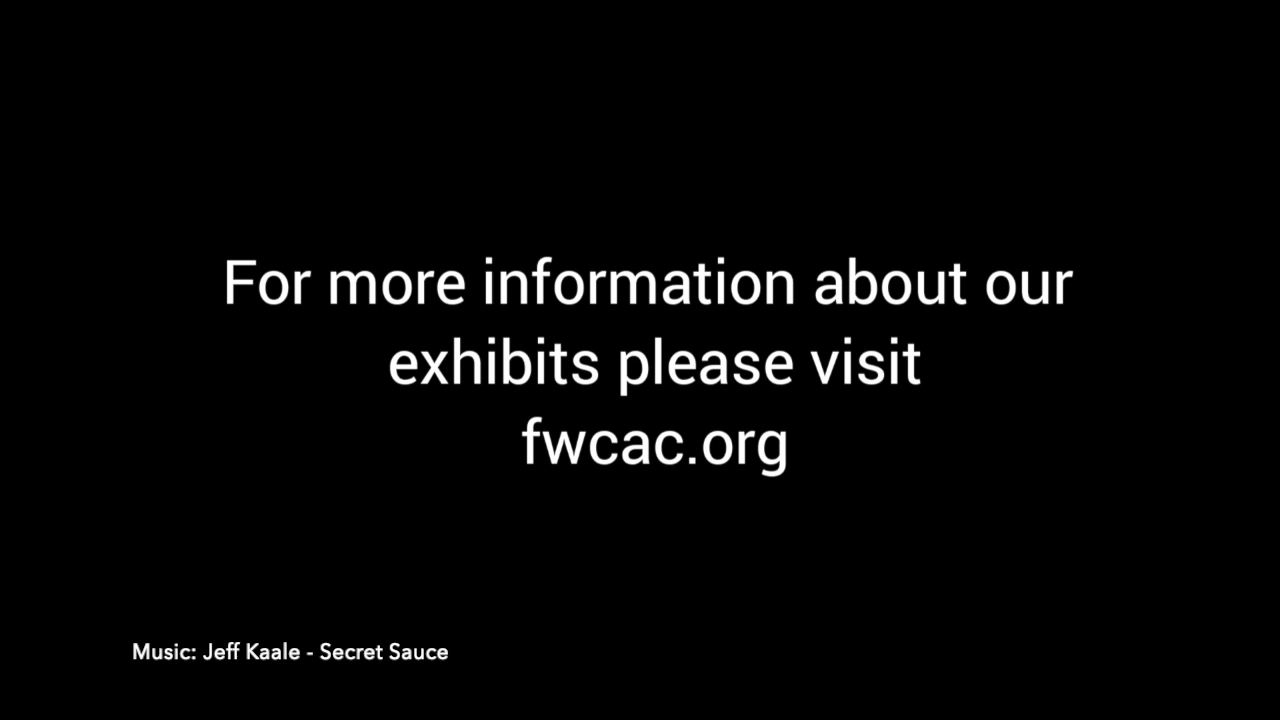 For more information about our
exhibits please visit
fwcac.org
Music: Jeff Kaale - Secret Sauce